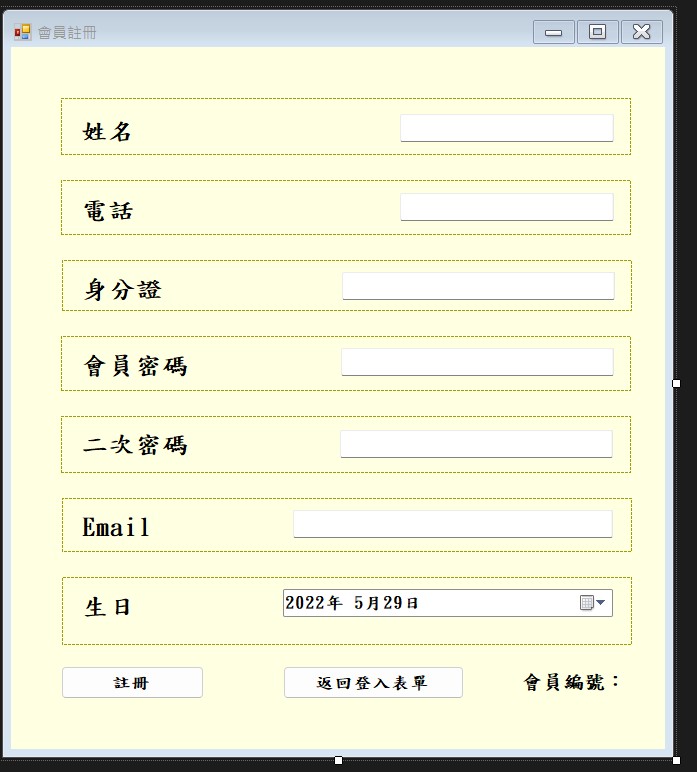 會員註冊
姓名
電話
身分證
會員密碼
二次密碼
Email
生日
2022年 5月29日
註冊
返回登入表單
會員編號：